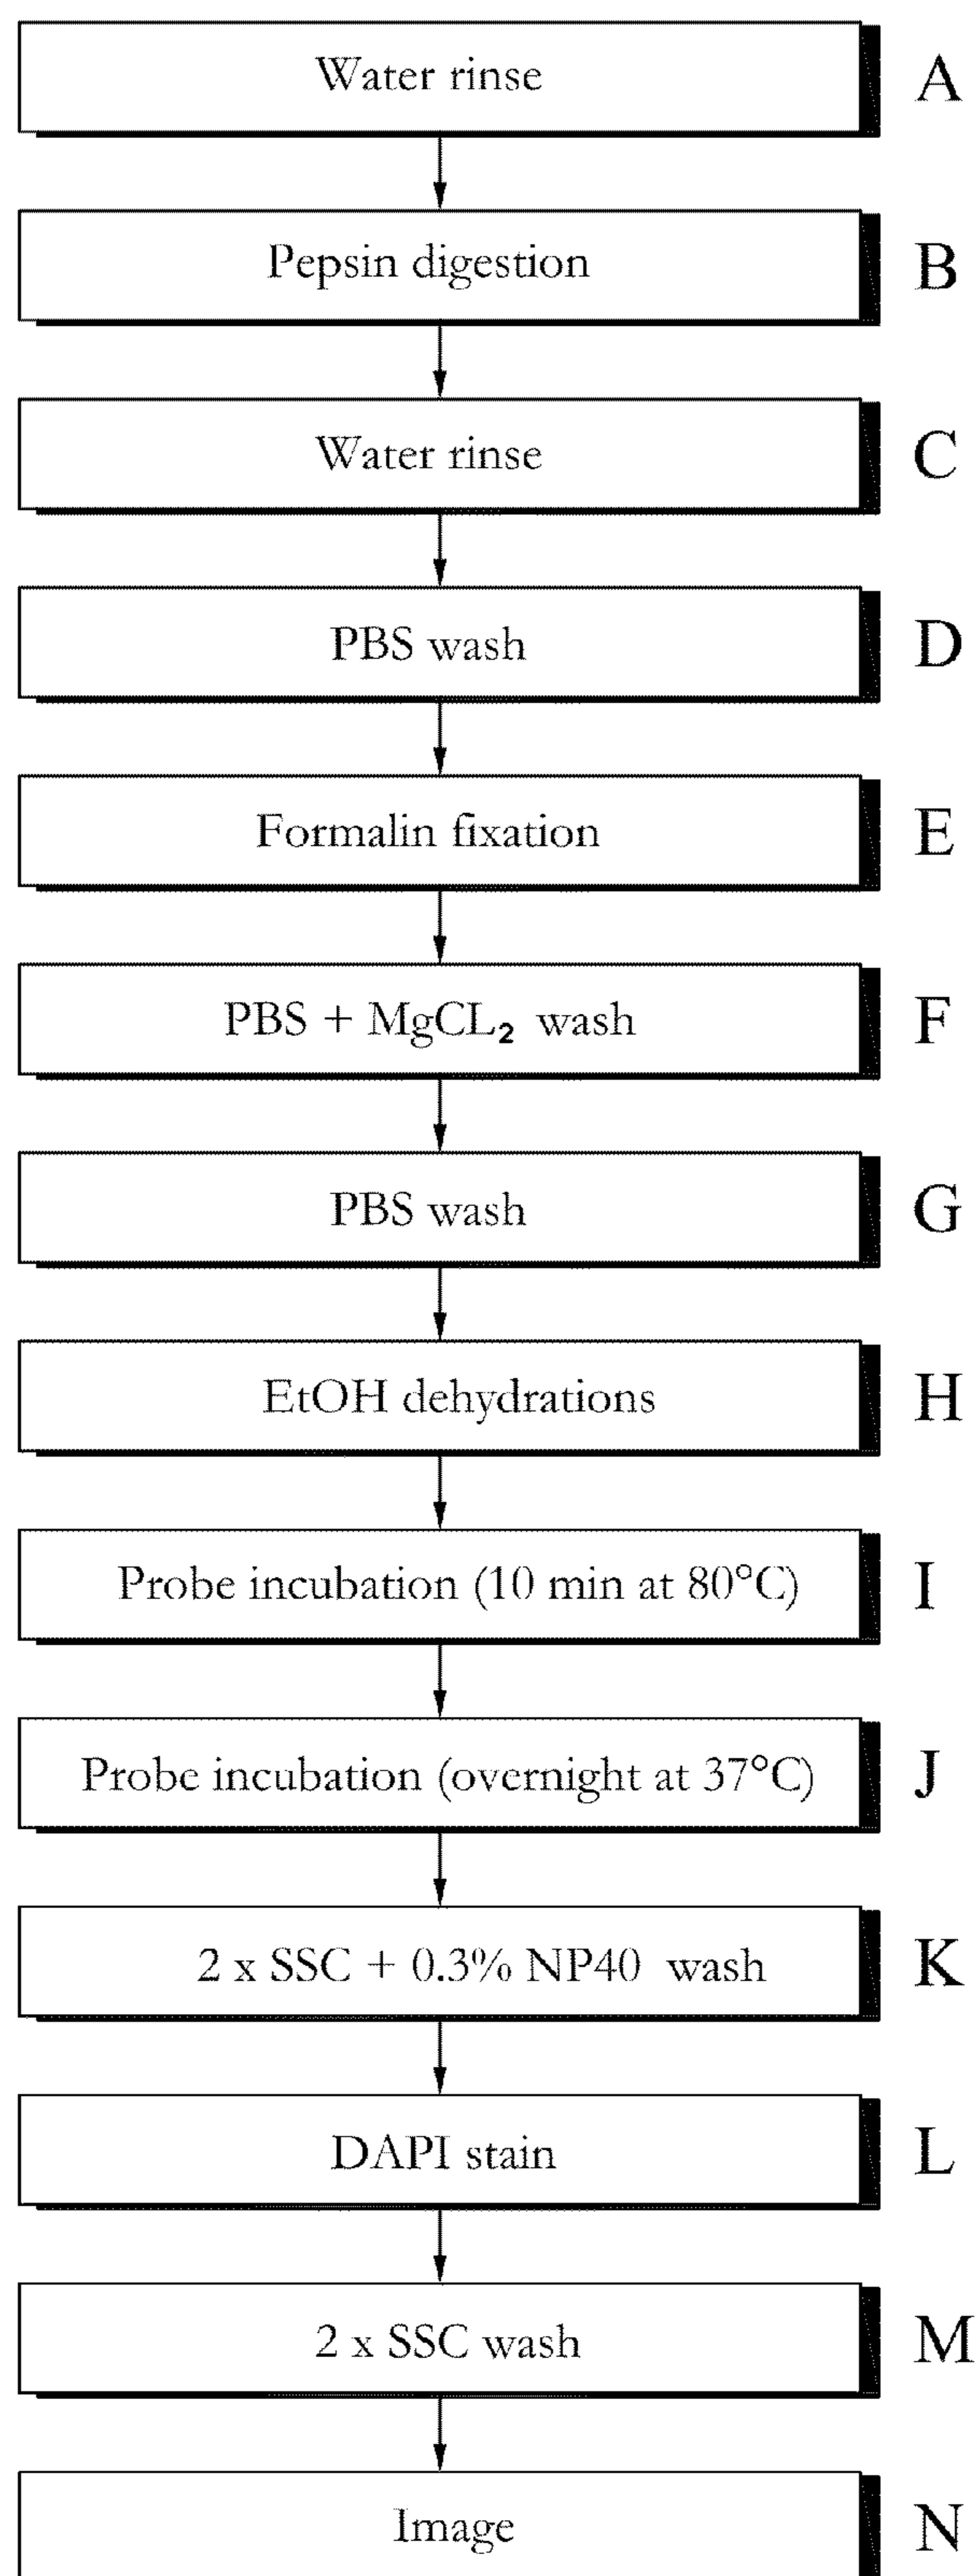 Water rinse A
Pepsin digestion B
Water rinse C
PBS wash D
Formalin fixation E
PBS + MgCL₂ wash F
PBS wash G
EtOH dehydrations H
Probe incubation (10 min at 80°C) I
Probe incubation (overnight at 37°C) J
2 x SSC + 0.3% NP40 wash K
DAPI stain L
2 x SSC wash M
Image N